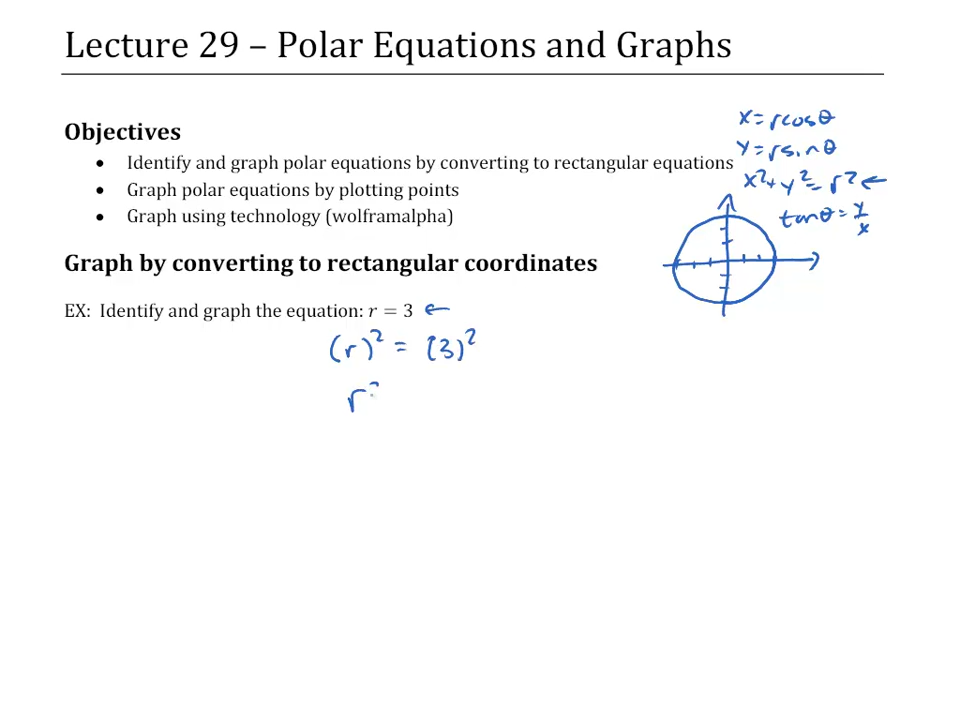 Lecture 29 – Polar Equations and Graphs
Objectives
• Identify and graph polar equations by converting to rectangular equations
• Graph polar equations by plotting points
• Graph using technology (wolframalpha)
x = r cos θ
y = r sin θ
x² + y² = r² ←
tan θ = y/x
Graph by converting to rectangular coordinates
EX: Identify and graph the equation: r = 3 ←
(r)² = (3)²
r²